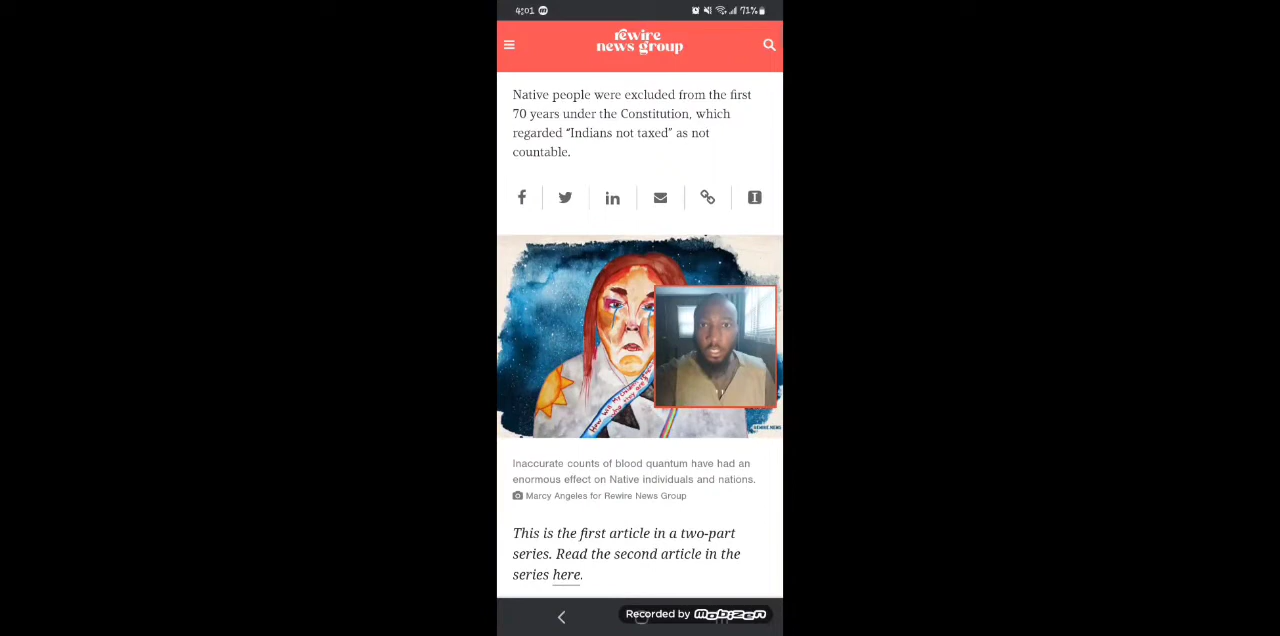 4:01
71%
rewire
news group
Native people were excluded from the first
70 years under the Constitution, which
regarded “Indians not taxed” as not
countable.
REWIRE.NEWS
Inaccurate counts of blood quantum have had an
enormous effect on Native individuals and nations.
Marcy Angeles for Rewire News Group
This is the first article in a two-part
series. Read the second article in the
series here.
Recorded by mobizen